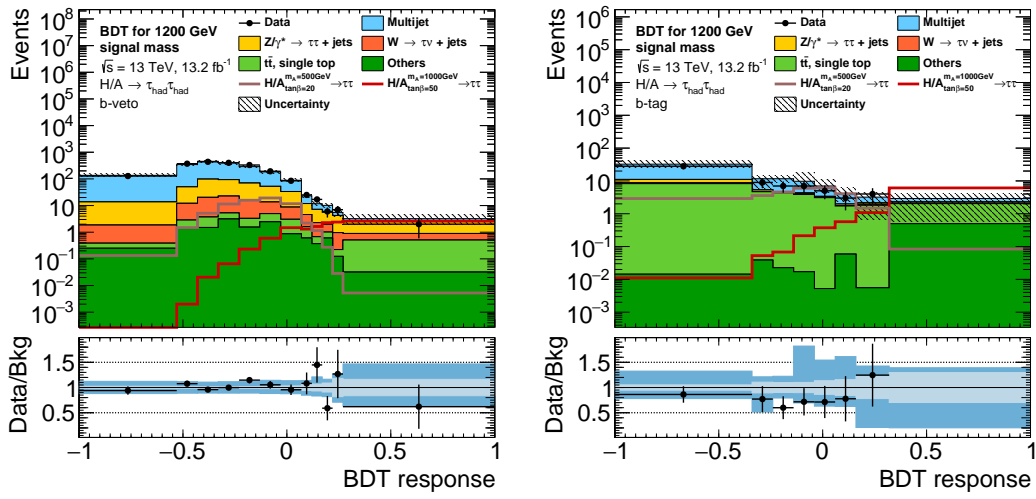 BDT for 1200 GeV
signal mass
√s = 13 TeV, 13.2 fb⁻¹
H/A → τhadτhad
b-veto
Data
Multijet
Z/γ* → ττ + jets
W → τν + jets
tt̄, single top
Others
H/A mA=500GeV tanβ=20 → ττ
H/A mA=1000GeV tanβ=50 → ττ
Uncertainty
Events
10⁸
10⁷
10⁶
10⁵
10⁴
10³
10²
10
1
10⁻¹
10⁻²
10⁻³
Data/Bkg
1.5
1
0.5
−1 −0.5 0 0.5 1
BDT response
BDT for 1200 GeV
signal mass
√s = 13 TeV, 13.2 fb⁻¹
H/A → τhadτhad
b-tag
Data
Multijet
Z/γ* → ττ + jets
W → τν + jets
tt̄, single top
Others
H/A mA=500GeV tanβ=20 → ττ
H/A mA=1000GeV tanβ=50 → ττ
Uncertainty
Events
10⁶
10⁵
10⁴
10³
10²
10
1
10⁻¹
10⁻²
10⁻³
Data/Bkg
1.5
1
0.5
−1 −0.5 0 0.5 1
BDT response